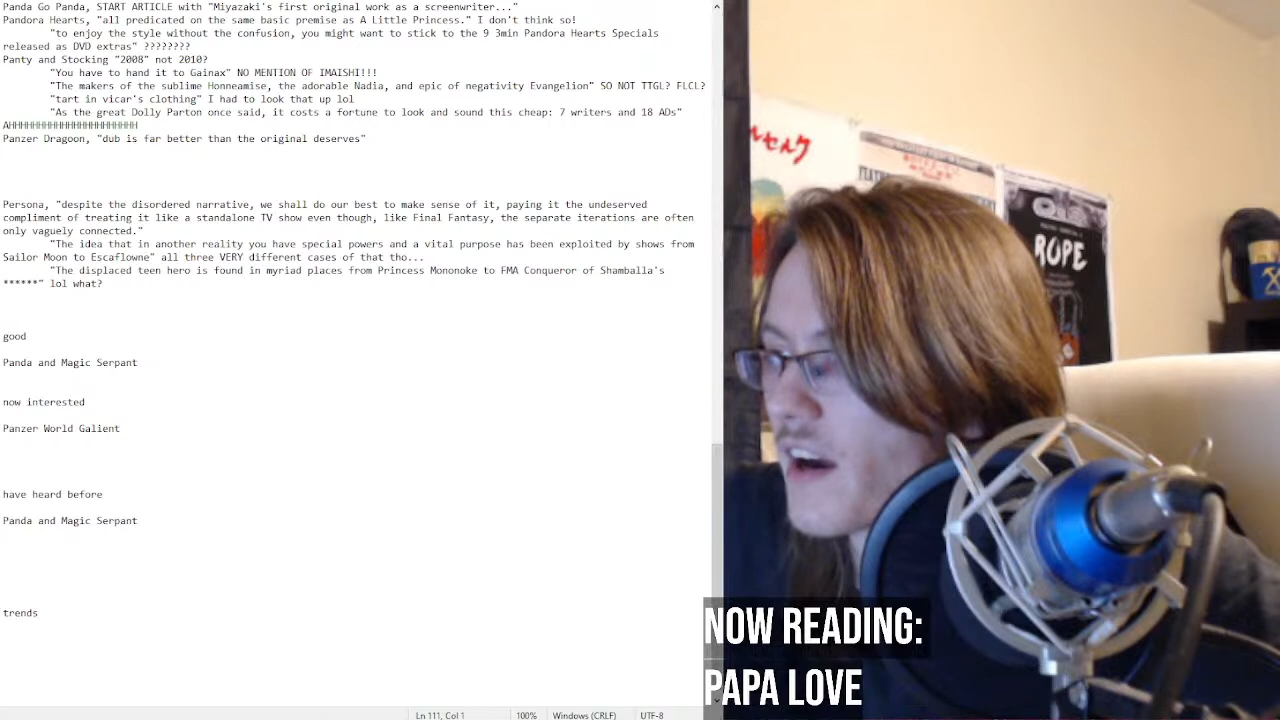 Panda Go Panda, START ARTICLE with "Miyazaki's first original work as a screenwriter..."
Pandora Hearts, "all predicated on the same basic premise as A Little Princess." I don't think so!
"to enjoy the style without the confusion, you might want to stick to the 9 3min Pandora Hearts Specials
released as DVD extras" ????????
Panty and Stocking "2008" not 2010?
"You have to hand it to Gainax" NO MENTION OF IMAISHI!!!
"The makers of the sublime Honneamise, the adorable Nadia, and epic of negativity Evangelion" SO NOT TTGL? FLCL?
"tart in vicar's clothing" I had to look that up lol
"As the great Dolly Parton once said, it costs a fortune to look and sound this cheap: 7 writers and 18 ADs"
AHHHHHHHHHHHHHHHHHHHHHH
Panzer Dragoon, "dub is far better than the original deserves"
Persona, "despite the disordered narrative, we shall do our best to make sense of it, paying it the undeserved
compliment of treating it like a standalone TV show even though, like Final Fantasy, the separate iterations are often
only vaguely connected."
"The idea that in another reality you have special powers and a vital purpose has been exploited by shows from
Sailor Moon to Escaflowne" all three VERY different cases of that tho...
"The displaced teen hero is found in myriad places from Princess Mononoke to FMA Conqueror of Shamballa's
******" lol what?
good
Panda and Magic Serpant
now interested
Panzer World Galient
have heard before
Panda and Magic Serpant
trends
Ln 111, Col 1
100%
Windows (CRLF)
UTF-8
ルセルク
ROPE
NOW READING:
PAPA LOVE